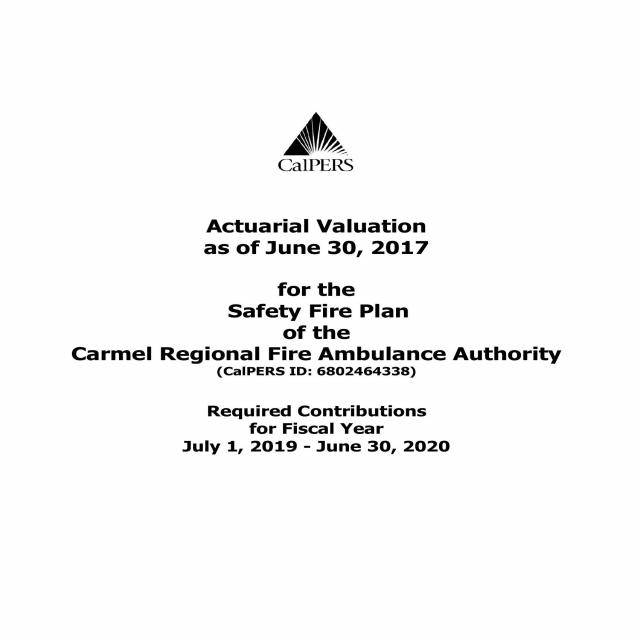 CalPERS
Actuarial Valuation
as of June 30, 2017
for the
Safety Fire Plan
of the
Carmel Regional Fire Ambulance Authority
(CalPERS ID: 6802464338)
Required Contributions
for Fiscal Year
July 1, 2019 - June 30, 2020